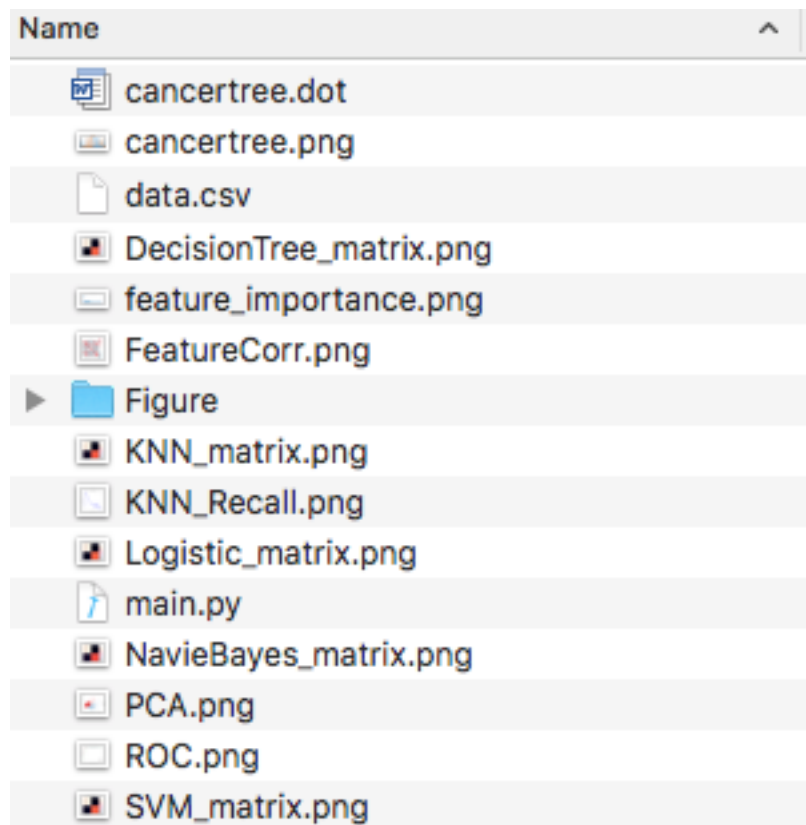 Name
cancertree.dot
cancertree.png
data.csv
DecisionTree_matrix.png
feature_importance.png
FeatureCorr.png
Figure
KNN_matrix.png
KNN_Recall.png
Logistic_matrix.png
main.py
NavieBayes_matrix.png
PCA.png
ROC.png
SVM_matrix.png